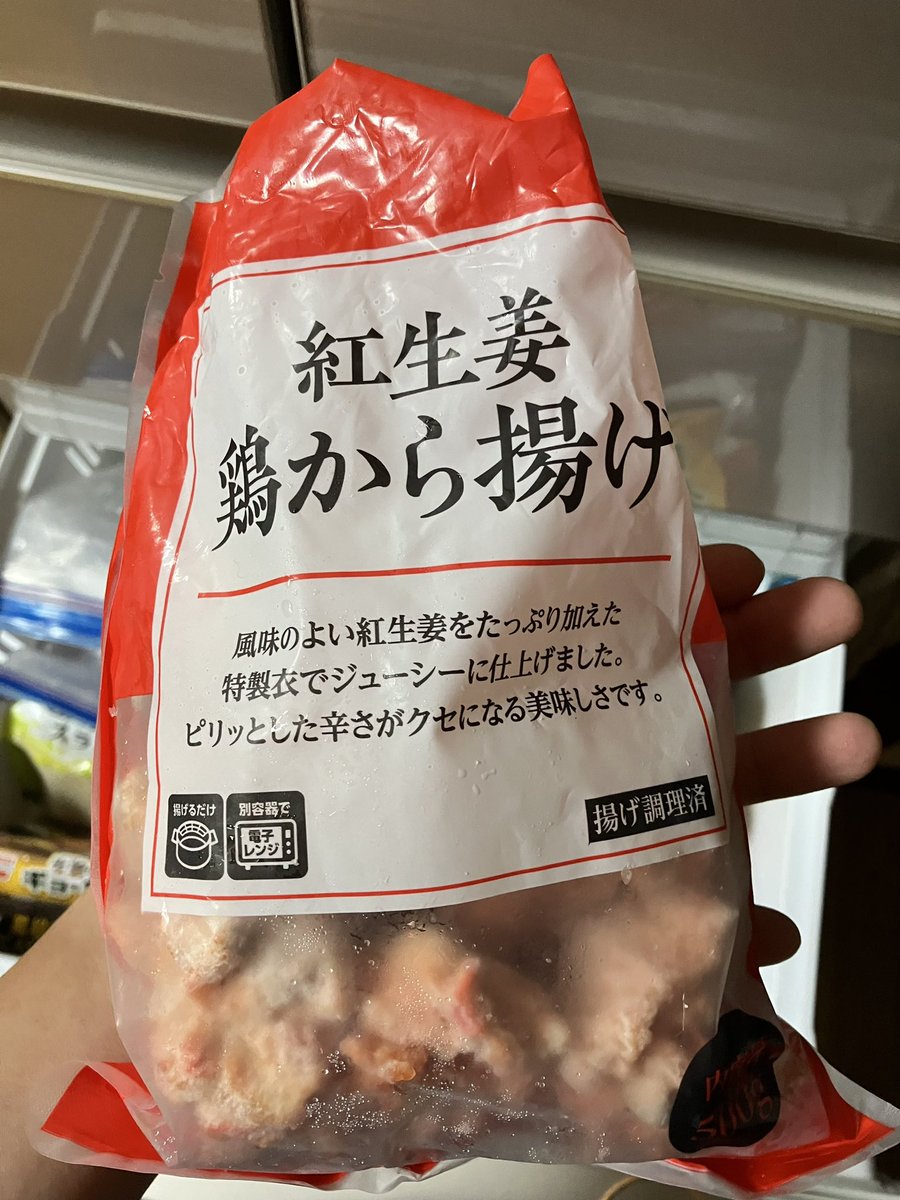 紅生姜
鶏から揚げ
風味のよい紅生姜をたっぷり加えた
特製衣でジューシーに仕上げました。
ピリッとした辛さがクセになる美味しさです。
揚げるだけ
別容器で
電子
レンジ
揚げ調理済